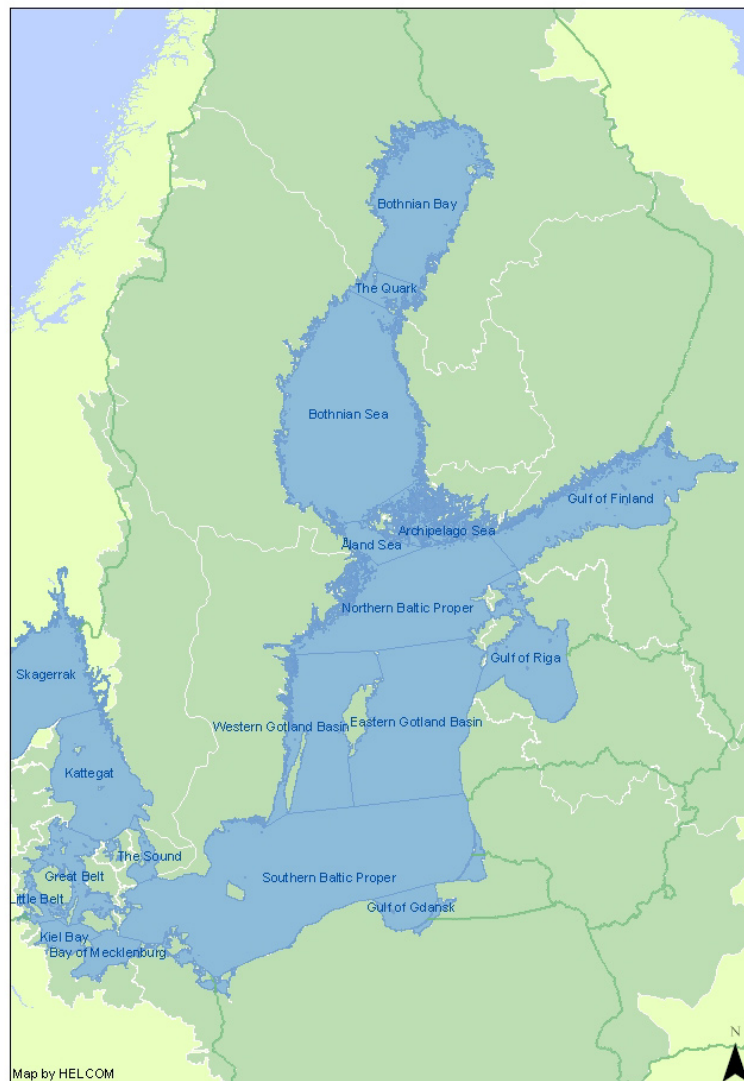 Bothnian Bay
The Quark
Bothnian Sea
Gulf of Finland
Archipelago Sea
Åland Sea
Northern Baltic Proper
Gulf of Riga
Skagerrak
Western Gotland Basin
Eastern Gotland Basin
Kattegat
The Sound
Great Belt
Little Belt
Southern Baltic Proper
Gulf of Gdansk
Kiel Bay
Bay of Mecklenburg
N
Map by HELCOM